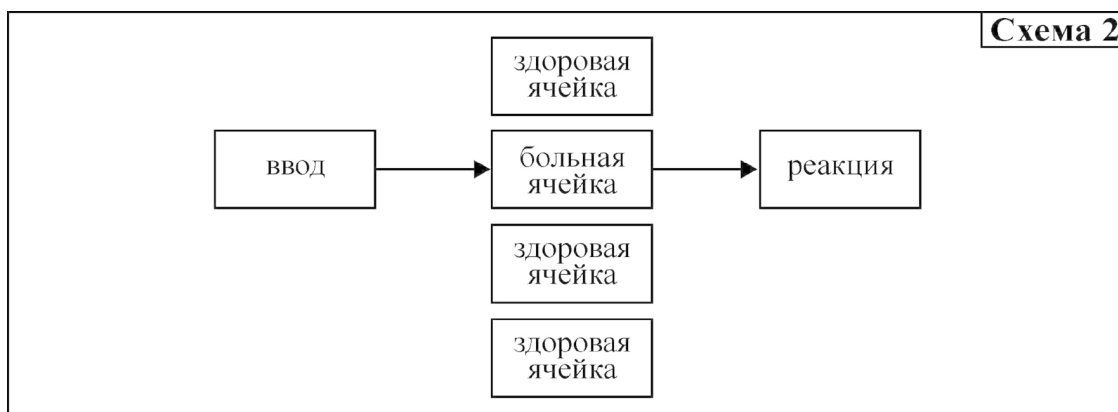 Схема 2
здоровая
ячейка
ввод
больная
ячейка
реакция
здоровая
ячейка
здоровая
ячейка